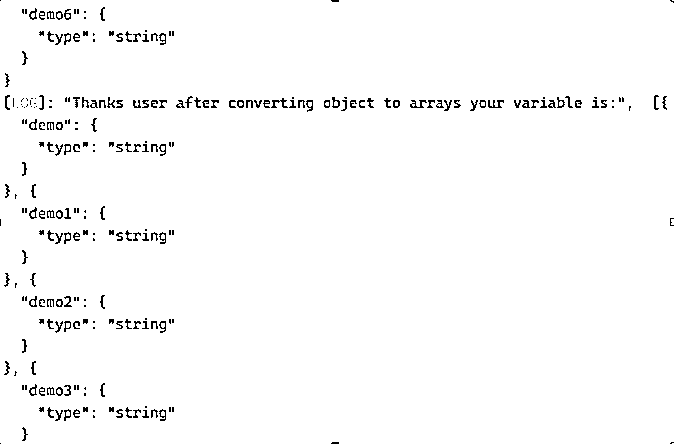 "demo6": {
    "type": "string"
  }
}
[LOG]: "Thanks user after converting object to arrays your variable is:",  [{
  "demo": {
    "type": "string"
  }
}, {
  "demo1": {
    "type": "string"
  }
}, {
  "demo2": {
    "type": "string"
  }
}, {
  "demo3": {
    "type": "string"
  }